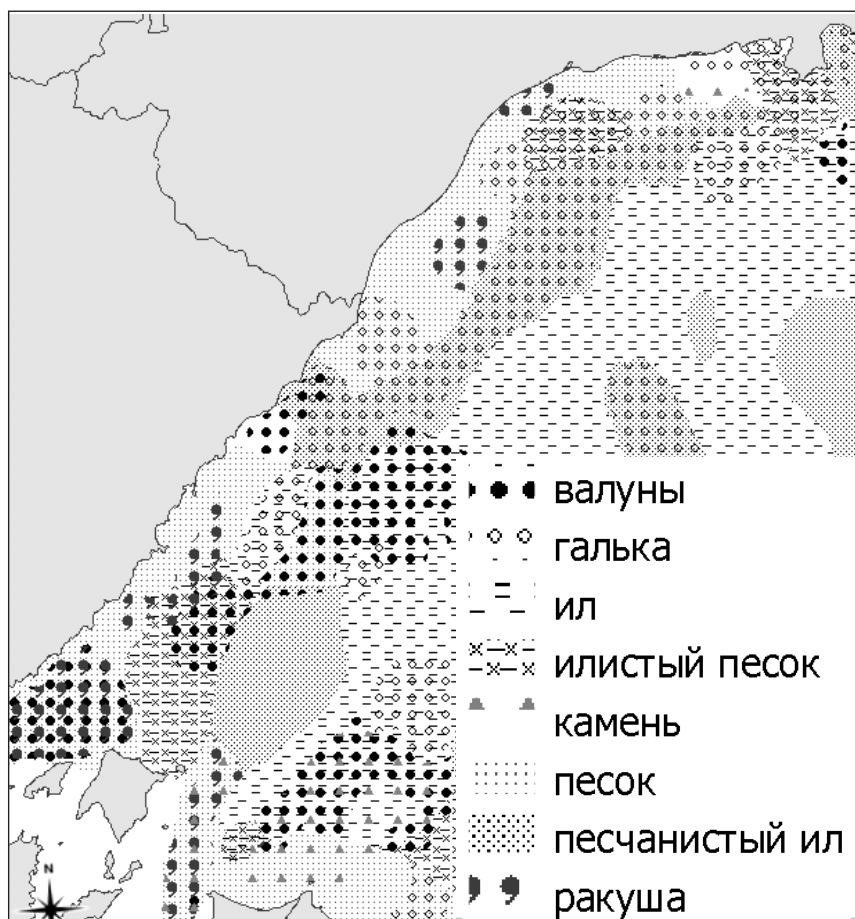 валуны
галька
ил
илистый песок
камень
песок
песчанистый ил
ракуша
N